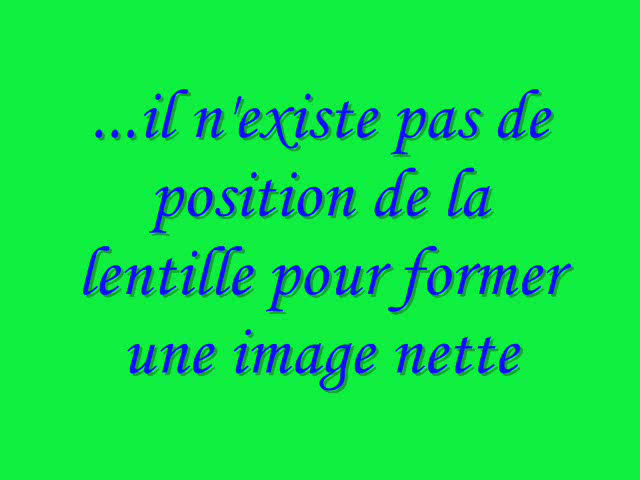 ...il n'existe pas de
position de la
lentille pour former
une image nette